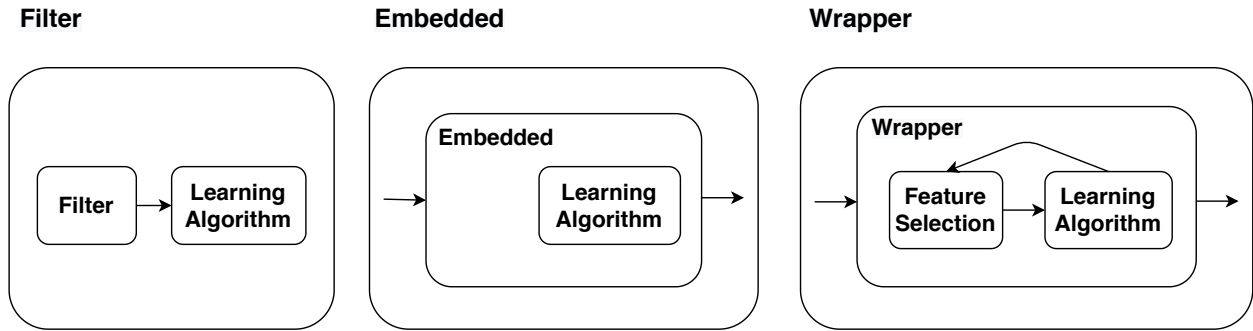 Filter
Embedded
Wrapper
Filter
Learning
Algorithm
Embedded
Learning
Algorithm
Wrapper
Feature
Selection
Learning
Algorithm